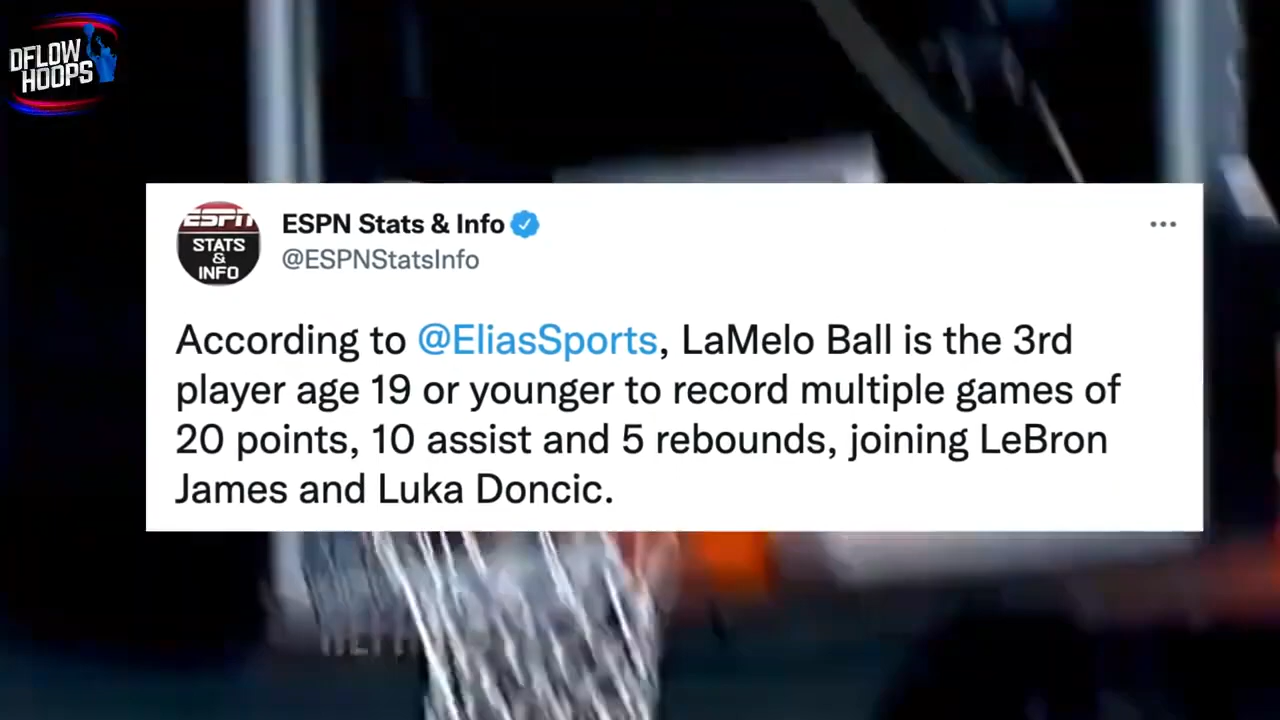 DFLOW
HOOPS
ESPN
STATS
&
INFO
ESPN Stats & Info
@ESPNStatsInfo
According to @EliasSports, LaMelo Ball is the 3rd
player age 19 or younger to record multiple games of
20 points, 10 assist and 5 rebounds, joining LeBron
James and Luka Doncic.